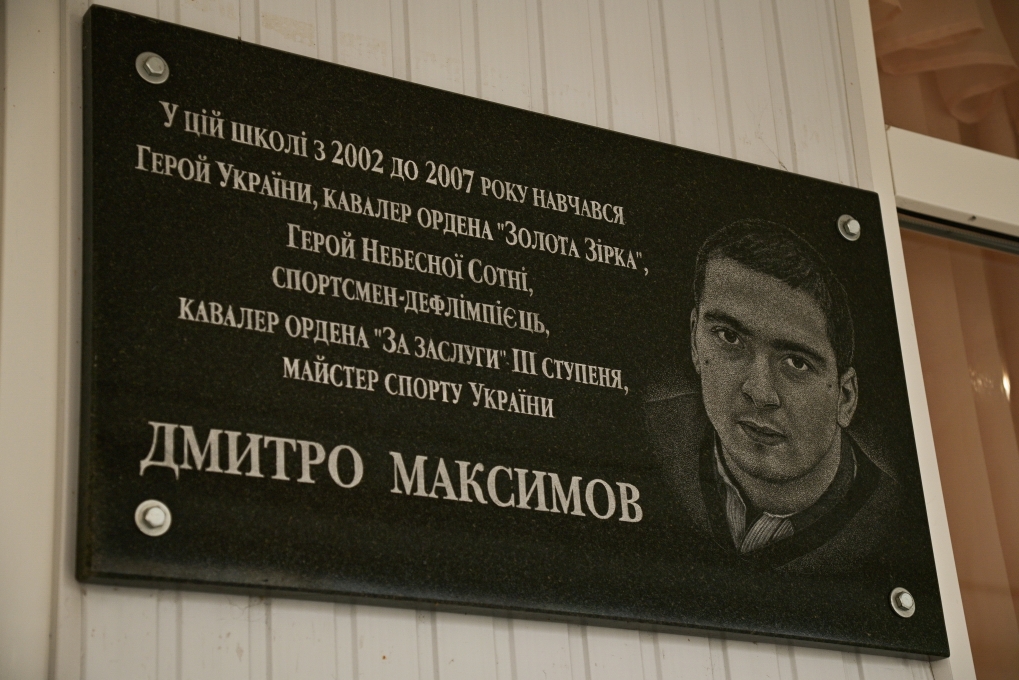 У ЦІЙ ШКОЛІ З 2002 ДО 2007 РОКУ НАВЧАВСЯ
ГЕРОЙ УКРАЇНИ, КАВАЛЕР ОРДЕНА "ЗОЛОТА ЗІРКА",
ГЕРОЙ НЕБЕСНОЇ СОТНІ,
СПОРТСМЕН-ДЕФЛІМПІЄЦЬ,
КАВАЛЕР ОРДЕНА "ЗА ЗАСЛУГИ" III СТУПЕНЯ,
МАЙСТЕР СПОРТУ УКРАЇНИ
ДМИТРО МАКСИМОВ